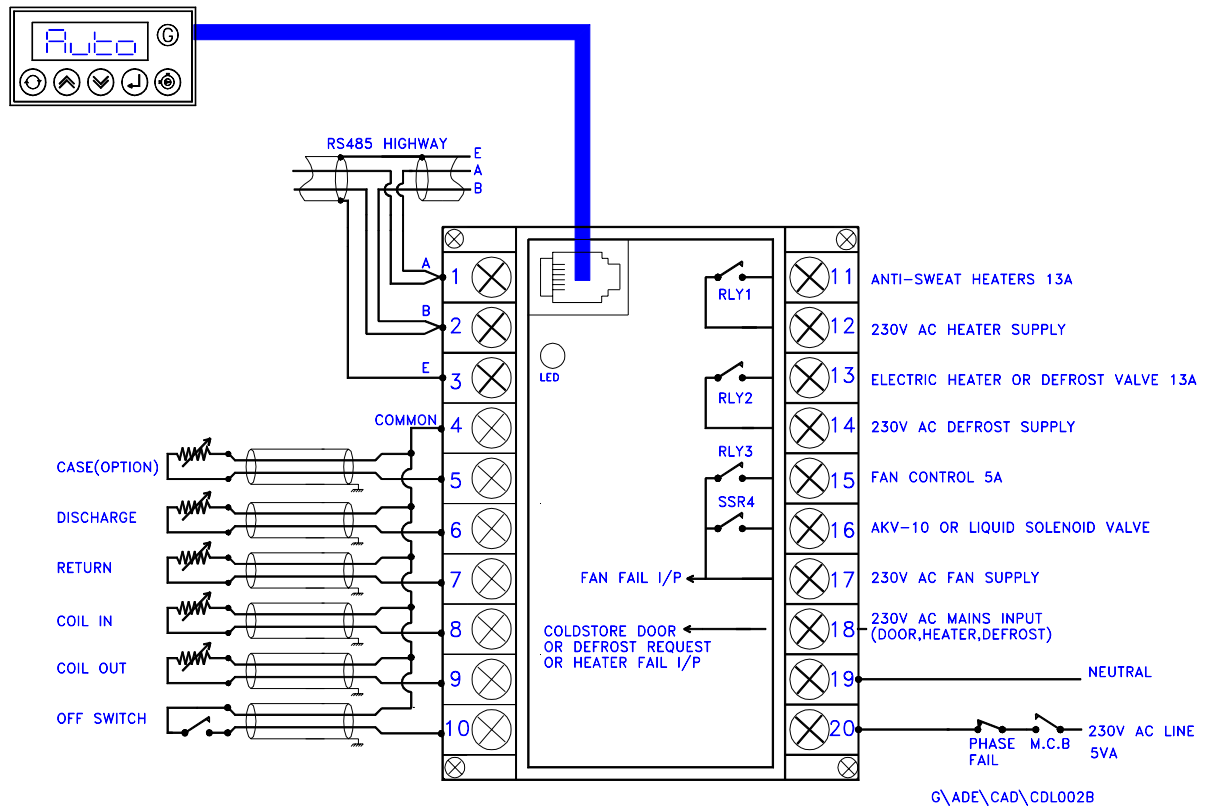 Auto
G
RS485 HIGHWAY
E
A
B
A
1
B
2
E
3
COMMON
4
CASE(OPTION)
5
DISCHARGE
6
RETURN
7
COIL IN
8
COIL OUT
9
OFF SWITCH
10
LED
RLY1
RLY2
RLY3
SSR4
FAN FAIL I/P
COLDSTORE DOOR
OR DEFROST REQUEST
OR HEATER FAIL I/P
11
ANTI-SWEAT HEATERS 13A
12
230V AC HEATER SUPPLY
13
ELECTRIC HEATER OR DEFROST VALVE 13A
14
230V AC DEFROST SUPPLY
15
FAN CONTROL 5A
16
AKV-10 OR LIQUID SOLENOID VALVE
17
230V AC FAN SUPPLY
18
230V AC MAINS INPUT
(DOOR,HEATER,DEFROST)
19
NEUTRAL
20
PHASE
FAIL
M.C.B
230V AC LINE
5VA
G\ADE\CAD\CDL002B